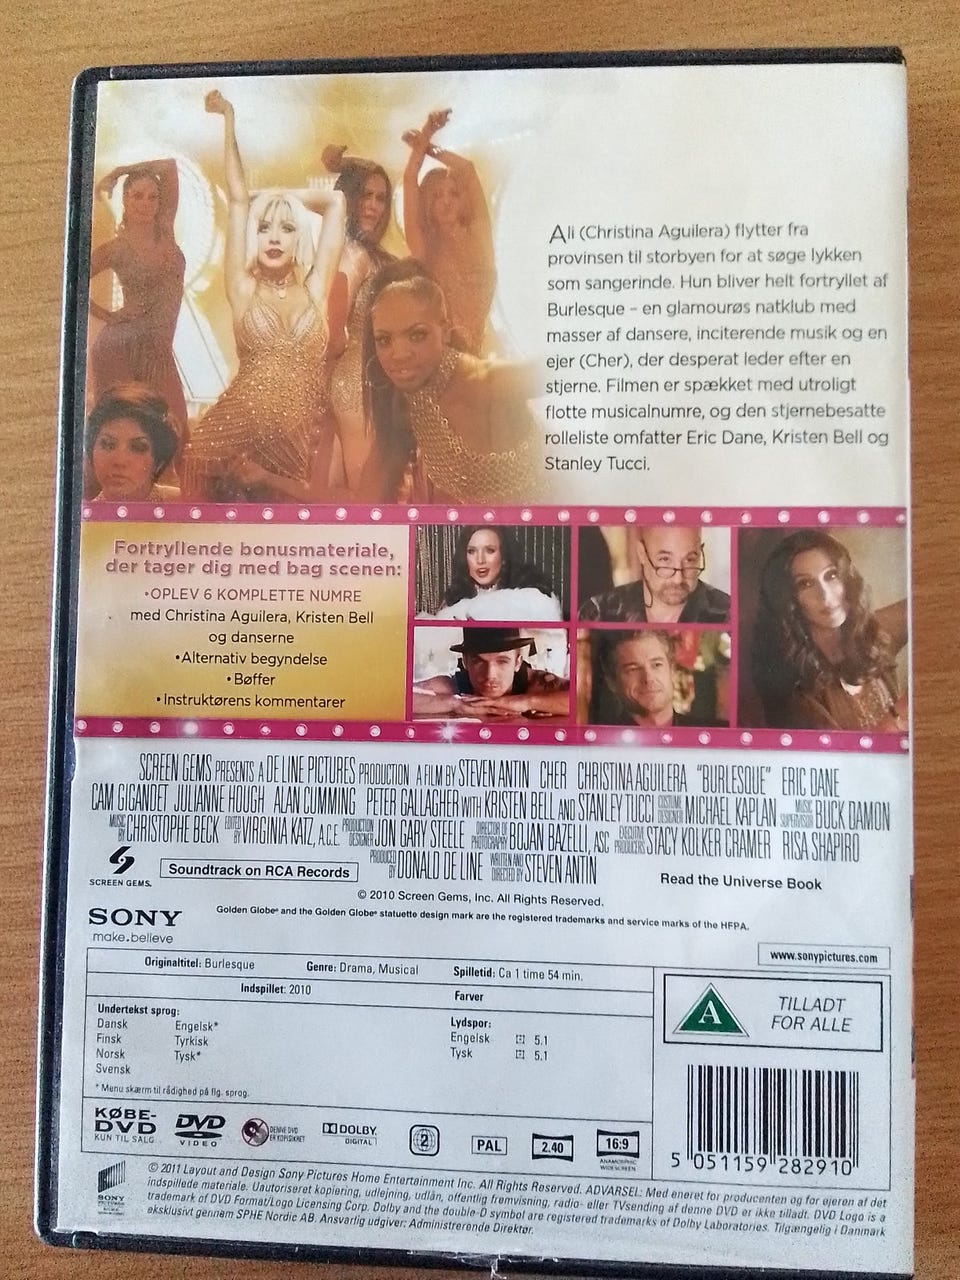 Ali (Christina Aguilera) flytter fra
provinsen til storbyen for at søge lykken
som sangerinde. Hun bliver helt fortryllet af
Burlesque – en glamourøs natklub med
masser af dansere, inciterende musik og en
ejer (Cher), der desperat leder efter en
stjerne. Filmen er spækket med utroligt
flotte musicalnumre, og den stjernebesatte
rolleliste omfatter Eric Dane, Kristen Bell og
Stanley Tucci.
Fortryllende bonusmateriale,
der tager dig med bag scenen:
•OPLEV 6 KOMPLETTE NUMRE
med Christina Aguilera, Kristen Bell
og danserne
•Alternativ begyndelse
•Bøffer
•Instruktørens kommentarer
SCREEN GEMS PRESENTS A DE LINE PICTURES PRODUCTION A FILM BY STEVEN ANTIN CHER CHRISTINA AGUILERA "BURLESQUE" ERIC DANE
CAM GIGANDET JULIANNE HOUGH ALAN CUMMING PETER GALLAGHER WITH KRISTEN BELL AND STANLEY TUCCI COSTUME DESIGNER MICHAEL KAPLAN MUSIC SUPERVISOR BUCK DAMON
MUSIC BY CHRISTOPHE BECK EDITED BY VIRGINIA KATZ, A.C.E. PRODUCTION DESIGNER JON GARY STEELE DIRECTOR OF PHOTOGRAPHY BOJAN BAZELLI, ASC EXECUTIVE PRODUCERS STACY KOLKER CRAMER RISA SHAPIRO
PRODUCED BY DONALD DE LINE WRITTEN AND DIRECTED BY STEVEN ANTIN
SCREEN GEMS.
Soundtrack on RCA Records
Read the Universe Book
© 2010 Screen Gems, Inc. All Rights Reserved.
Golden Globe® and the Golden Globe® statuette design mark are the registered trademarks and service marks of the HFPA.
SONY
make.believe
www.sonypictures.com
Originaltitel: Burlesque Genre: Drama, Musical Spilletid: Ca 1 time 54 min.
Indspillet: 2010 Farver
Undertekst sprog:
Dansk Engelsk*
Finsk Tyrkisk
Norsk Tysk*
Svensk
* Menu skærm til rådighed på flg. sprog.
Lydspor:
Engelsk 5.1
Tysk 5.1
A TILLADT
FOR ALLE
KØBE-
DVD
KUN TIL SALG
DVD
VIDEO
DENNE DVD
ER KOPISIKRET
DOLBY
DIGITAL
2
PAL
2.40
16:9
ANAMORPHIC
WIDESCREEN
5 051159 282910
SONY
PICTURES
© 2011 Layout and Design Sony Pictures Home Entertainment Inc. All Rights Reserved. ADVARSEL: Med eneret for producenten og for ejeren af det
indspillede materiale. Uautoriseret kopiering, udlejning, udlån, offentlig fremvisning, radio- eller TVsending af denne DVD er ikke tilladt. DVD Logo is a
trademark of DVD Format/Logo Licensing Corp. Dolby and the double-D symbol are registered trademarks of Dolby Laboratories. Tilgængelig i Danmark
eksklusivt gennem SPHE Nordic AB. Ansvarlig udgiver: Administrerende Direktør.